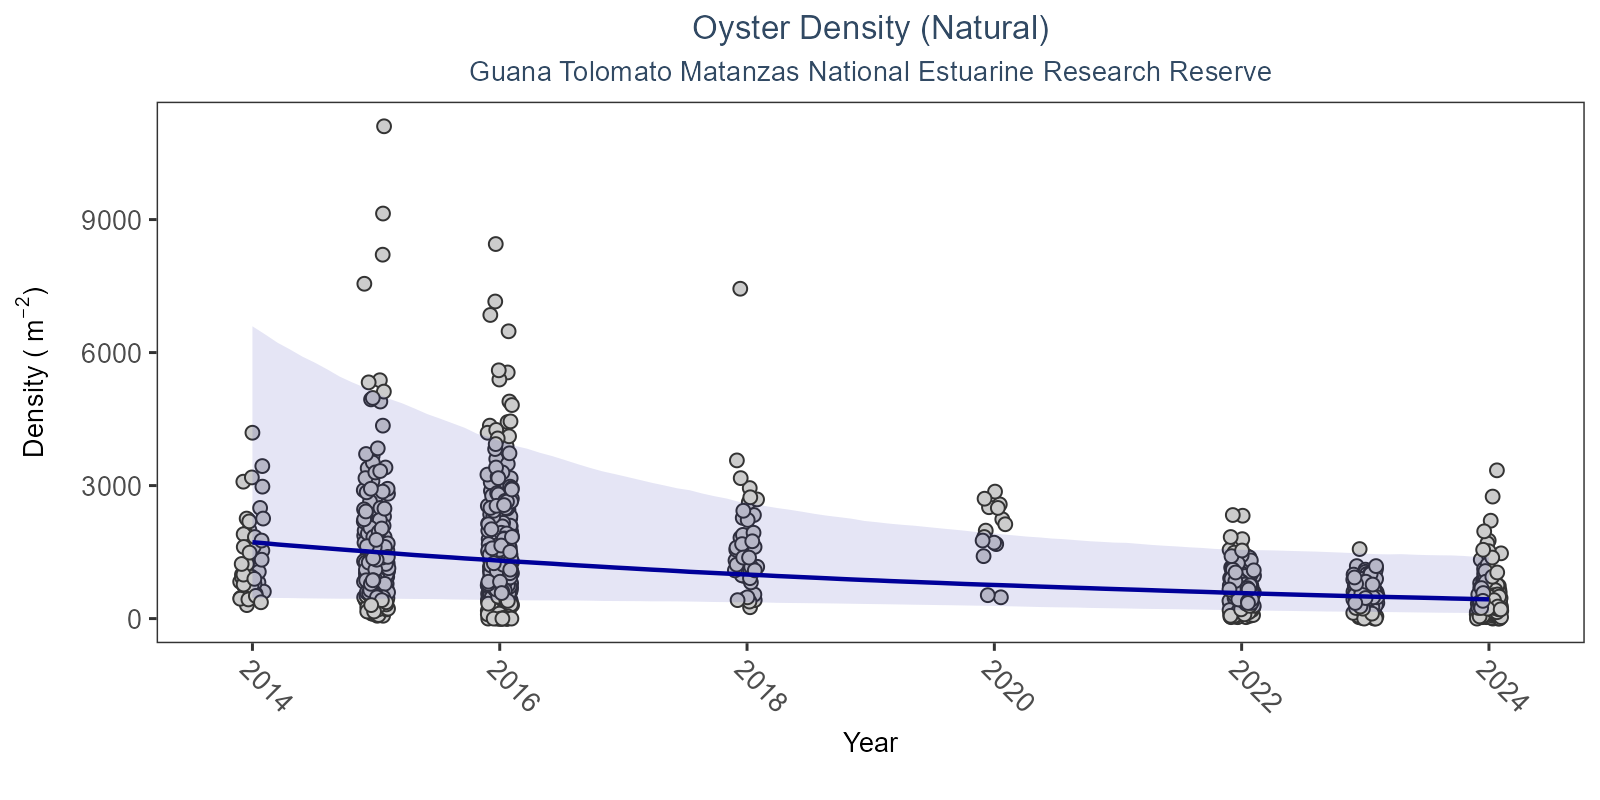 Oyster Density (Natural)
Guana Tolomato Matanzas National Estuarine Research Reserve
Density ( m⁻²)
9000
6000
3000
0
2014
2016
2018
2020
2022
2024
Year